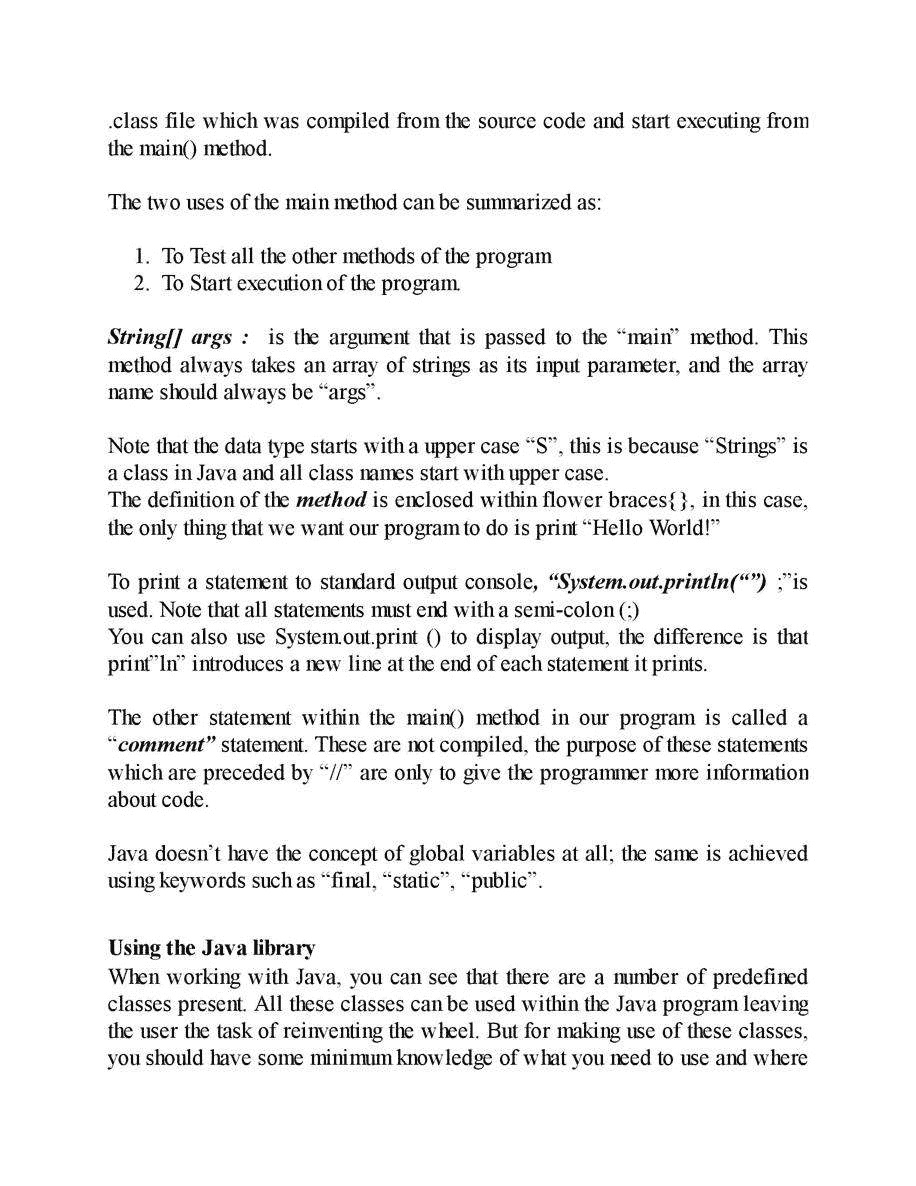 .class file which was compiled from the source code and start executing from
the main() method.
The two uses of the main method can be summarized as:
1. To Test all the other methods of the program
2. To Start execution of the program.
String[] args : is the argument that is passed to the “main” method. This
method always takes an array of strings as its input parameter, and the array
name should always be “args”.
Note that the data type starts with a upper case “S”, this is because “Strings” is
a class in Java and all class names start with upper case.
The definition of the method is enclosed within flower braces{}, in this case,
the only thing that we want our program to do is print “Hello World!”
To print a statement to standard output console, “System.out.println(“”) ;”is
used. Note that all statements must end with a semi-colon (;)
You can also use System.out.print () to display output, the difference is that
print”ln” introduces a new line at the end of each statement it prints.
The other statement within the main() method in our program is called a
“comment” statement. These are not compiled, the purpose of these statements
which are preceded by “//” are only to give the programmer more information
about code.
Java doesn’t have the concept of global variables at all; the same is achieved
using keywords such as “final, “static”, “public”.
Using the Java library
When working with Java, you can see that there are a number of predefined
classes present. All these classes can be used within the Java program leaving
the user the task of reinventing the wheel. But for making use of these classes,
you should have some minimum knowledge of what you need to use and where